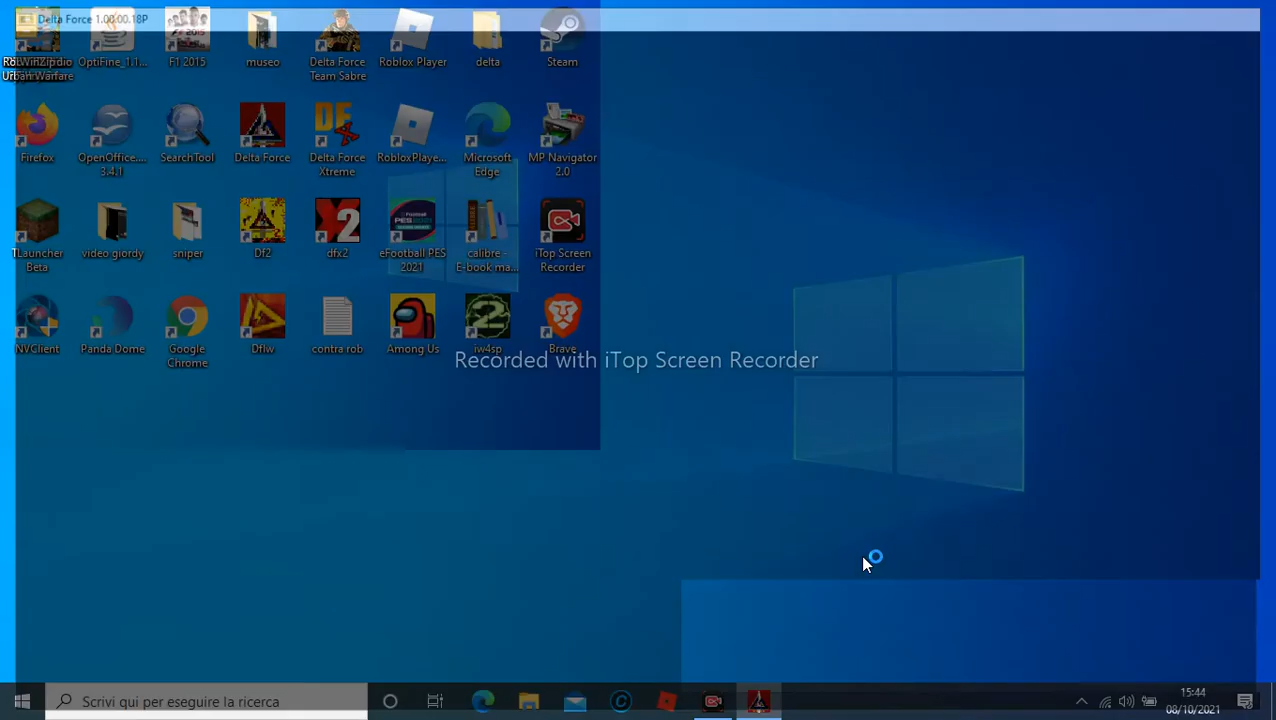 Delta Force 1.00.00.18P
OptiFine_1.1...
F1 2015
museo
Delta Force
Team Sabre
Roblox Player
delta
Steam
Urban Warfare
Firefox
OpenOffice....
3.4.1
SearchTool
Delta Force
Delta Force
Xtreme
RobloxPlaye...
Microsoft
Edge
MP Navigator
2.0
TLauncher
Beta
video giordy
sniper
Df2
dfx2
eFootball PES
2021
calibre -
E-book ma...
iTop Screen
Recorder
NVClient
Panda Dome
Google
Chrome
Dflw
contra rob
Among Us
iw4sp
Brave
Recorded with iTop Screen Recorder
Scrivi qui per eseguire la ricerca
15:44
08/10/2021